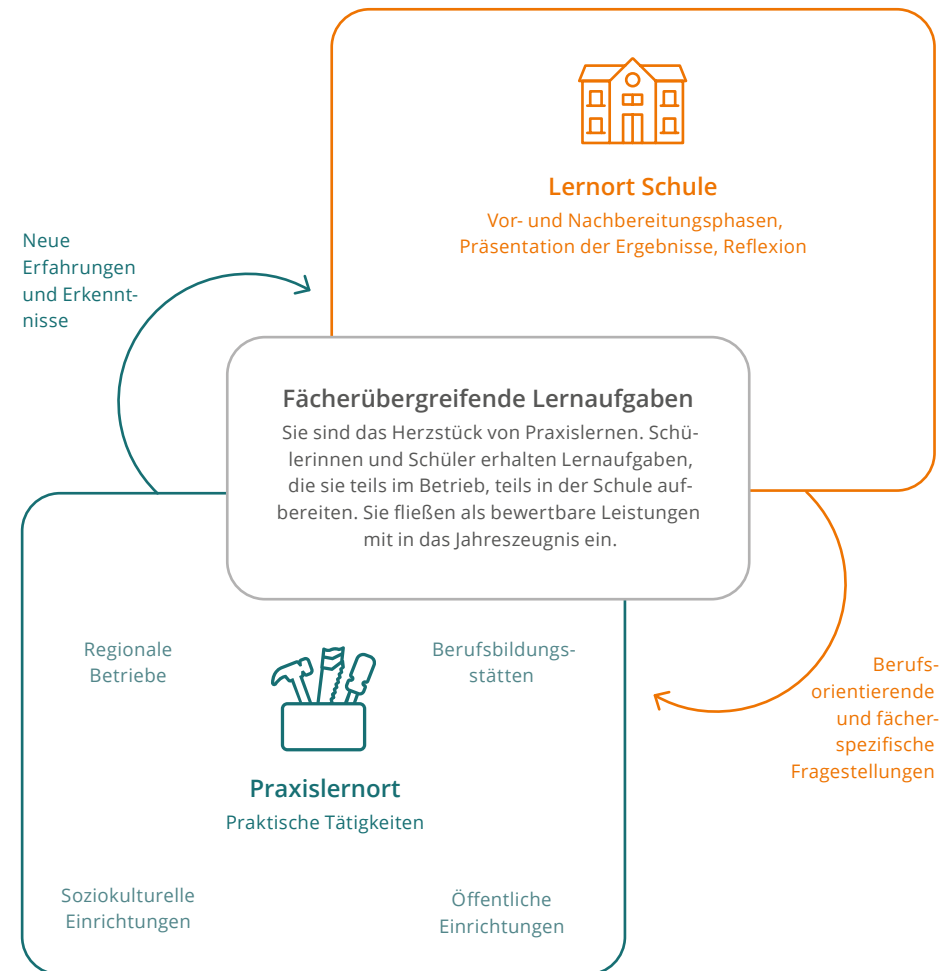 Lernort Schule
Vor- und Nachbereitungsphasen,
Präsentation der Ergebnisse, Reflexion
Neue
Erfahrungen
und Erkennt-
nisse
Fächerübergreifende Lernaufgaben
Sie sind das Herzstück von Praxislernen. Schü-
lerinnen und Schüler erhalten Lernaufgaben,
die sie teils im Betrieb, teils in der Schule auf-
bereiten. Sie fließen als bewertbare Leistungen
mit in das Jahreszeugnis ein.
Regionale
Betriebe
Berufsbildungs-
stätten
Berufs-
orientierende
und fächer-
spezifische
Fragestellungen
Praxislernort
Praktische Tätigkeiten
Soziokulturelle
Einrichtungen
Öffentliche
Einrichtungen